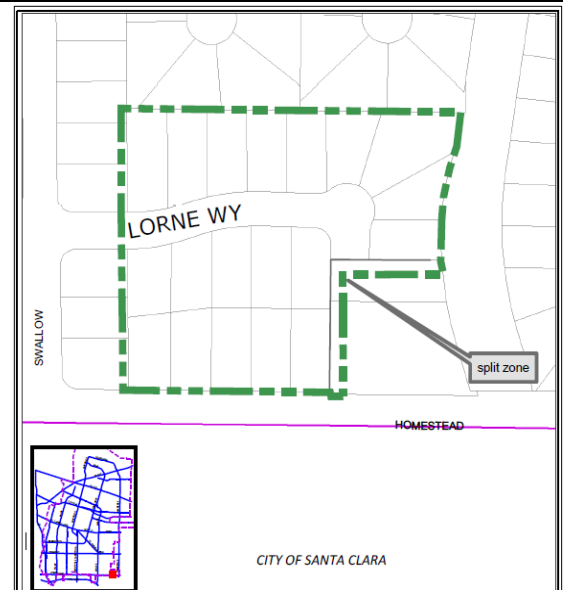 LORNE WY
SWALLOW
split zone
HOMESTEAD
CITY OF SANTA CLARA